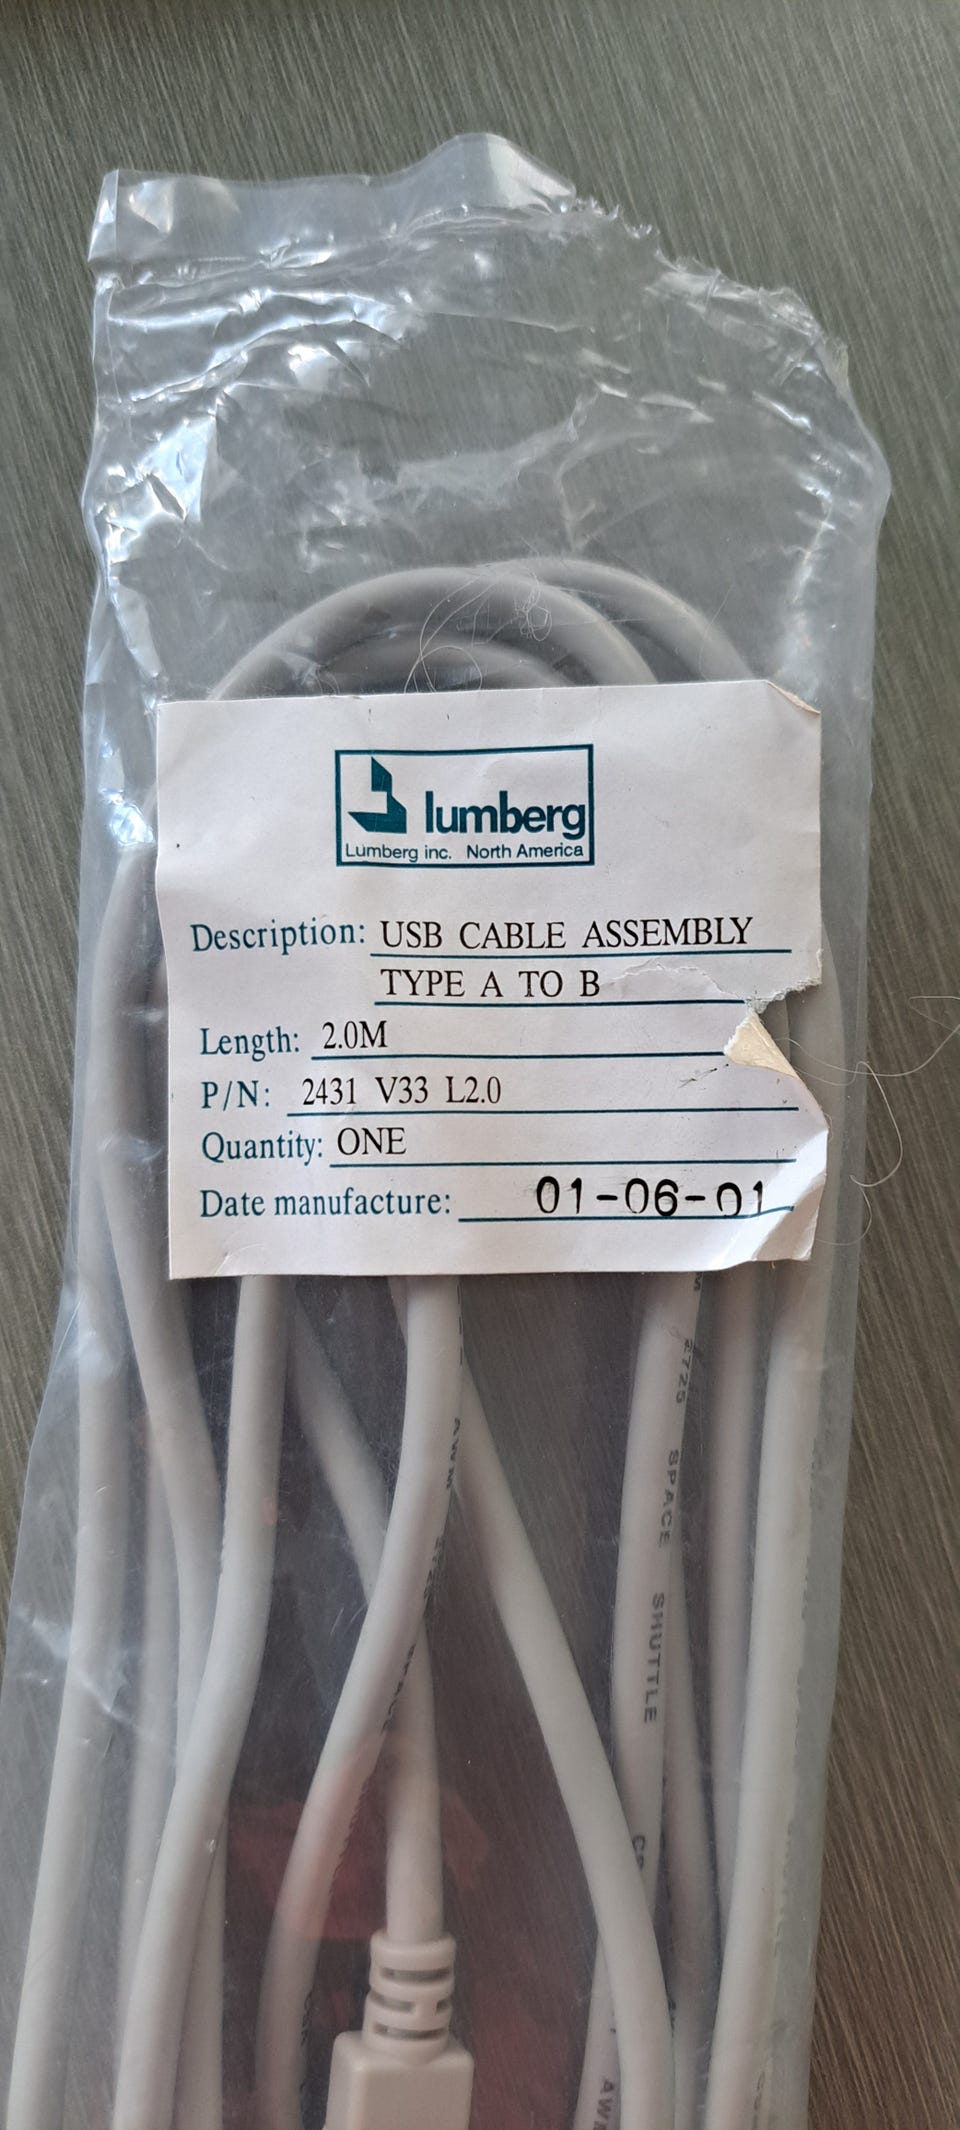 lumberg
Lumberg inc. North America
Description: USB CABLE ASSEMBLY
TYPE A TO B
Length: 2.0M
P/N: 2431 V33 L2.0
Quantity: ONE
Date manufacture: 01-06-01
AWM 2725
2725 SPACE SHUTTLE